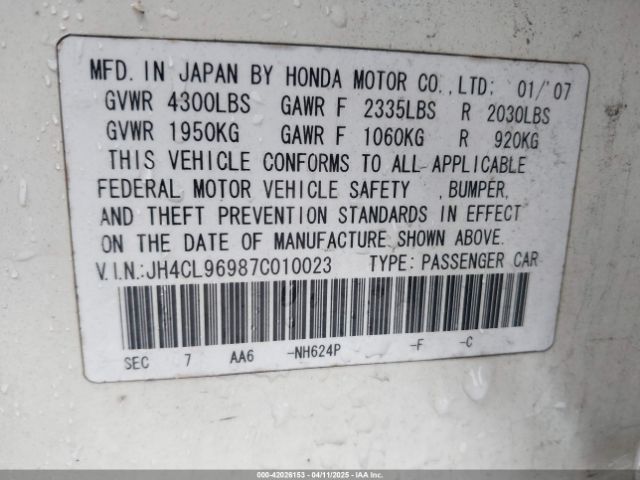 MFD. IN JAPAN BY HONDA MOTOR CO.,LTD: 01/'07
GVWR 4300LBS GAWR F 2335LBS R 2030LBS
GVWR 1950KG GAWR F 1060KG R 920KG
THIS VEHICLE CONFORMS TO ALL APPLICABLE
FEDERAL MOTOR VEHICLE SAFETY ,BUMPER,
AND THEFT PREVENTION STANDARDS IN EFFECT
ON THE DATE OF MANUFACTURE SHOWN ABOVE.
V.I.N.:JH4CL96987C010023 TYPE: PASSENGER CAR
SEC 7 AA6 -NH624P -F -C
000-42026153 - 04/11/2025 - IAAI.COM